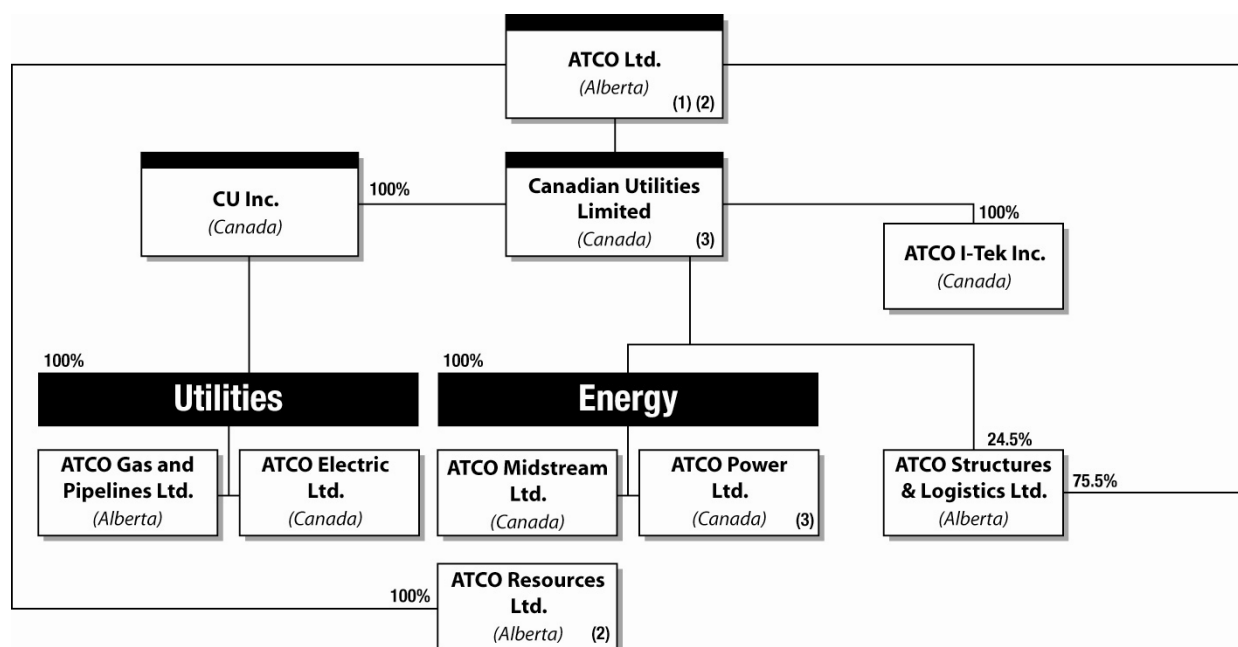 ATCO Ltd.
(Alberta)
(1) (2)
CU Inc.
(Canada)
100%
Canadian Utilities
Limited
(Canada)
(3)
100%
ATCO I-Tek Inc.
(Canada)
100%
Utilities
100%
Energy
ATCO Gas and
Pipelines Ltd.
(Alberta)
ATCO Electric
Ltd.
(Canada)
ATCO Midstream
Ltd.
(Canada)
ATCO Power
Ltd.
(Canada)
(3)
24.5%
ATCO Structures
& Logistics Ltd.
(Alberta)
75.5%
100%
ATCO Resources
Ltd.
(Alberta)
(2)